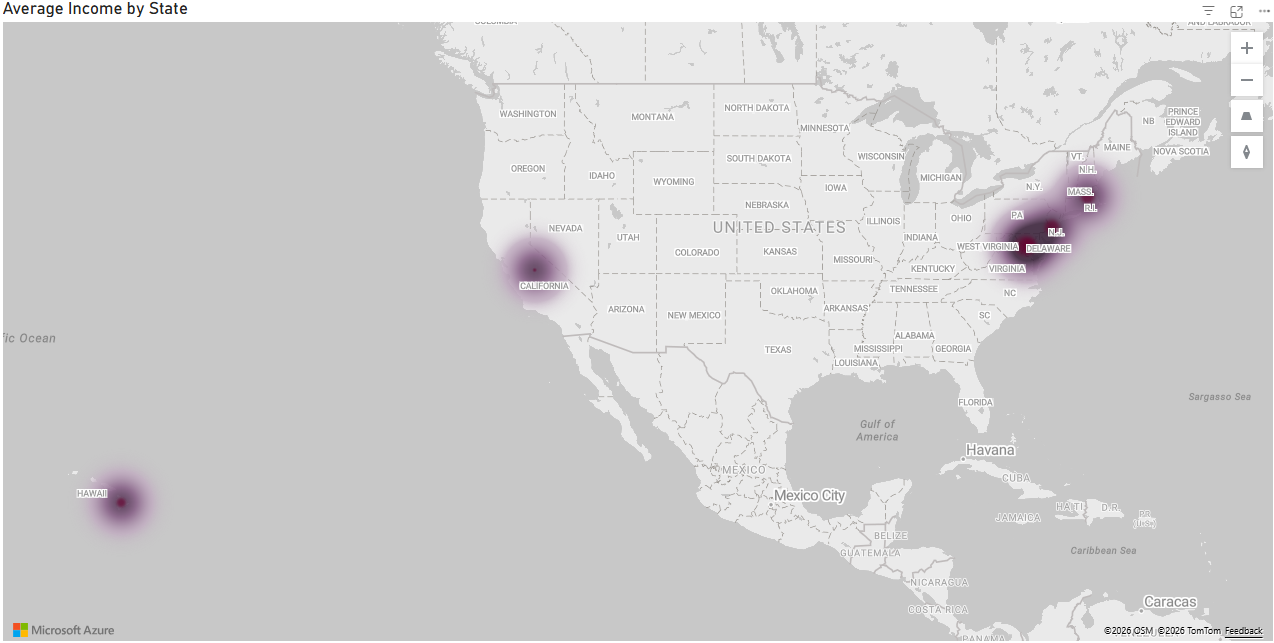 Average Income by State
AND LABRADOR
WASHINGTON
MONTANA
NORTH DAKOTA
MINNESOTA
NB
PRINCE
EDWARD
ISLAND
NOVA SCOTIA
MAINE
VT.
N.H.
OREGON
IDAHO
SOUTH DAKOTA
WISCONSIN
MICHIGAN
WYOMING
IOWA
N.Y.
MASS.
R.I.
NEBRASKA
PA
NEVADA
UNITED STATES
ILLINOIS
OHIO
N.J.
UTAH
INDIANA
WEST VIRGINIA
DELAWARE
COLORADO
KANSAS
MISSOURI
KENTUCKY
VIRGINIA
CALIFORNIA
OKLAHOMA
TENNESSEE
NC
ARIZONA
NEW MEXICO
ARKANSAS
SC
fic Ocean
ALABAMA
TEXAS
MISSISSIPPI
GEORGIA
LOUISIANA
FLORIDA
Sargasso Sea
Gulf of
America
Havana
MEXICO
CUBA
HAWAII
Mexico City
HAITI
D.R.
JAMAICA
BELIZE
GUATEMALA
Caribbean Sea
NICARAGUA
Caracas
COSTA RICA
PANAMA
Microsoft Azure
©2026 OSM ©2026 TomTom Feedback